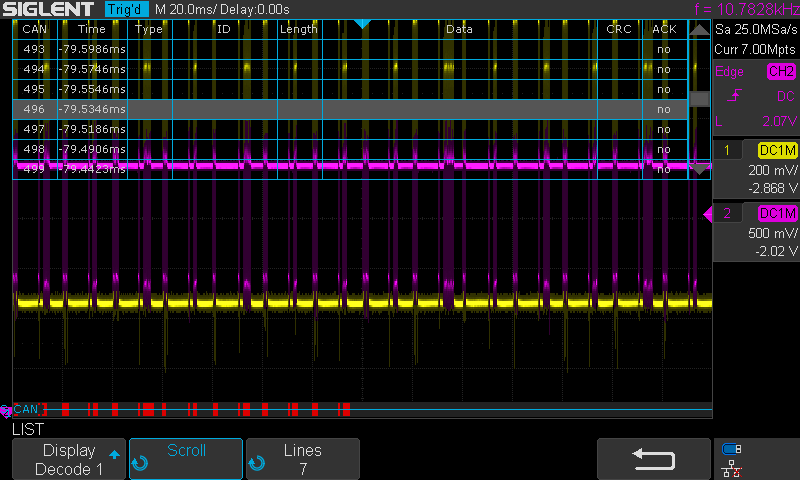 SIGLENT Trig'd M 20.0ms/ Delay:0.00s f = 10.7828kHz
Sa 25.0MSa/s
Curr 7.00Mpts
CAN Time Type ID Length Data CRC ACK
493 -79.5986ms no
494 -79.5746ms no
495 -79.5546ms no
496 -79.5346ms no
497 -79.5186ms no
498 -79.4906ms no
499 -79.4423ms no
Edge CH2
DC
L 2.07V
1 DC1M
200 mV/
-2.868 V
2 DC1M
500 mV/
-2.02 V
CAN
LIST
Display
Decode 1
Scroll
Lines
7